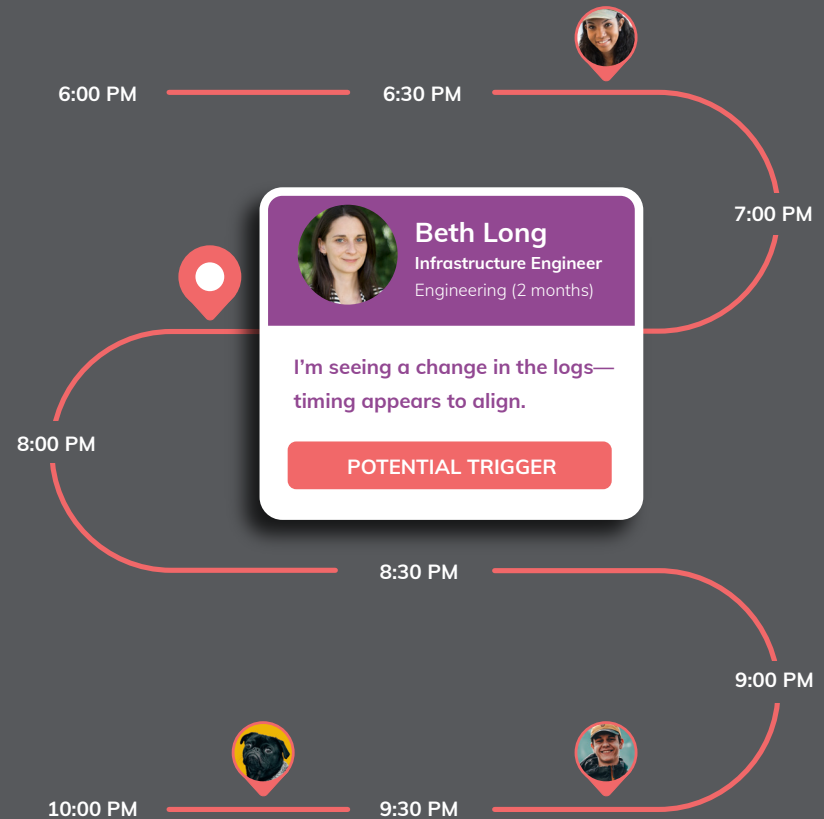 6:00 PM
6:30 PM
7:00 PM
Beth Long
Infrastructure Engineer
Engineering (2 months)
I’m seeing a change in the logs—
timing appears to align.
POTENTIAL TRIGGER
8:00 PM
8:30 PM
9:00 PM
9:30 PM
10:00 PM